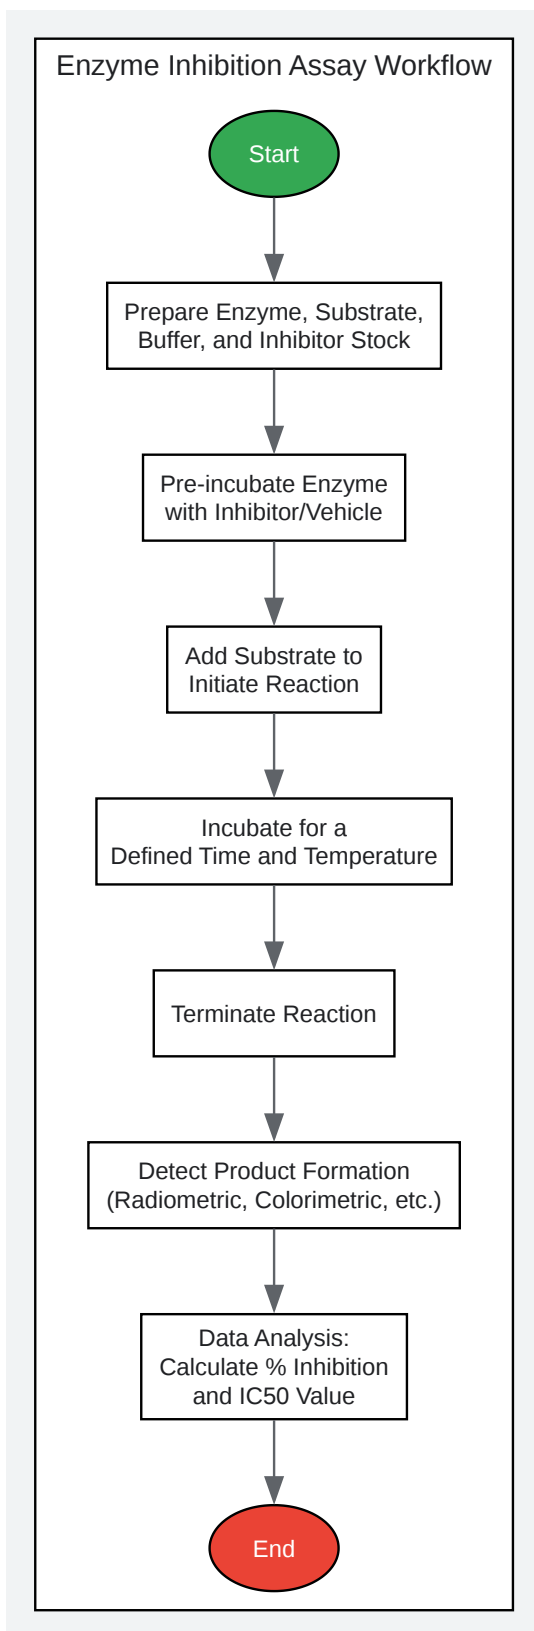 Enzyme Inhibition Assay Workflow
Start
Prepare Enzyme, Substrate,
Buffer, and Inhibitor Stock
Pre-incubate Enzyme
with Inhibitor/Vehicle
Add Substrate to
Initiate Reaction
Incubate for a
Defined Time and Temperature
Terminate Reaction
Detect Product Formation
(Radiometric, Colorimetric, etc.)
Data Analysis:
Calculate % Inhibition
and IC50 Value
End